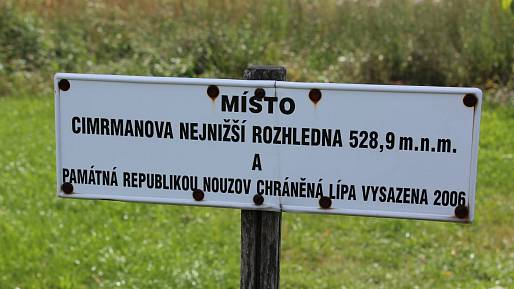 MÍSTO
CIMRMANOVA NEJNIŽŠÍ ROZHLEDNA 528,9 m.n.m.
A
PAMÁTNÁ REPUBLIKOU NOUZOV CHRÁNĚNÁ LÍPA VYSAZENA 2006